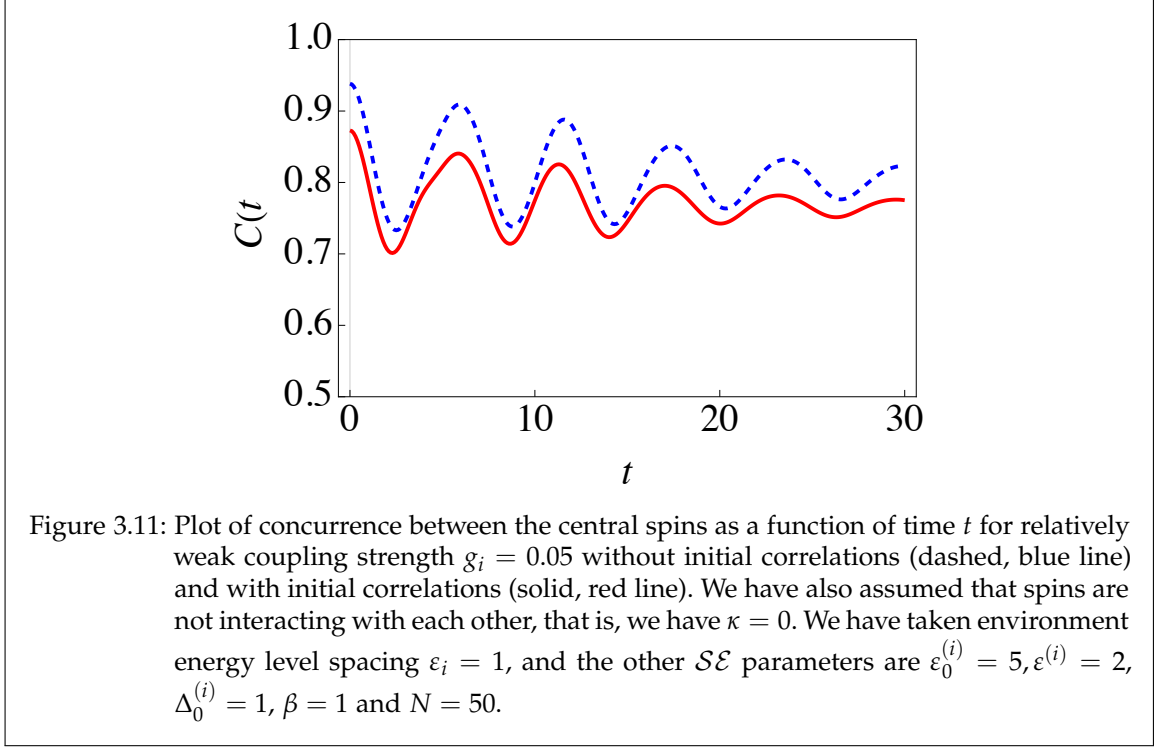 1.0
0.9
0.8
0.7
0.6
0.5
C(t
0 10 20 30
t
Figure 3.11: Plot of concurrence between the central spins as a function of time t for relatively
weak coupling strength g_i = 0.05 without initial correlations (dashed, blue line)
and with initial correlations (solid, red line). We have also assumed that spins are
not interacting with each other, that is, we have κ = 0. We have taken environment
energy level spacing ε_i = 1, and the other SE parameters are ε_0^{(i)} = 5, ε^{(i)} = 2,
Δ_0^{(i)} = 1, β = 1 and N = 50.